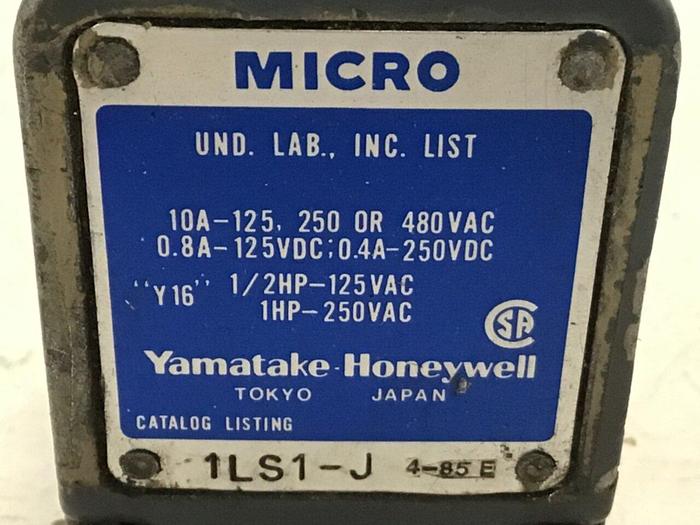 MICRO
UND. LAB., INC. LIST
10A-125, 250 OR 480VAC
0.8A-125VDC; 0.4A-250VDC
"Y16" 1/2HP-125VAC
1HP-250VAC
SA
Yamatake-Honeywell
TOKYO JAPAN
CATALOG LISTING
1LS1-J 4-85 E